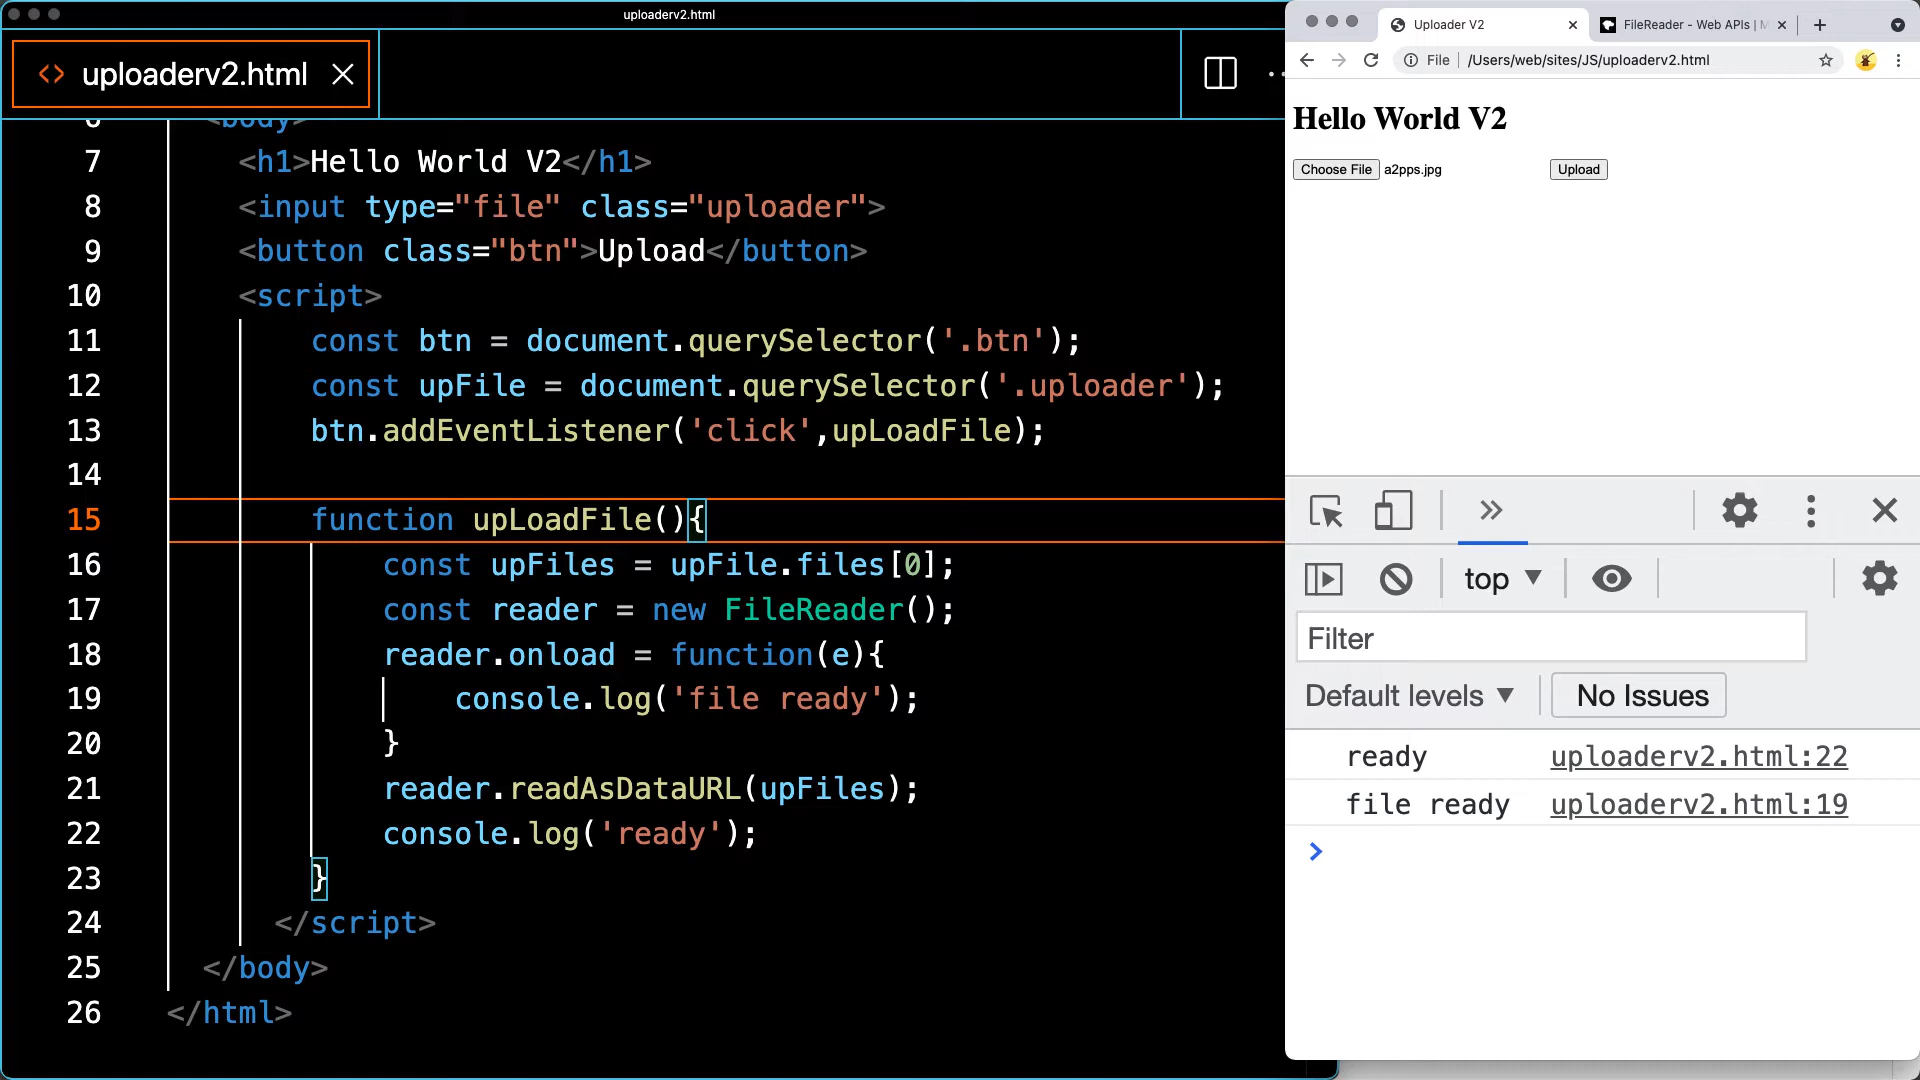 uploaderv2.html
<> uploaderv2.html
6 <body>
7 <h1>Hello World V2</h1>
8 <input type="file" class="uploader">
9 <button class="btn">Upload</button>
10 <script>
11 const btn = document.querySelector('.btn');
12 const upFile = document.querySelector('.uploader');
13 btn.addEventListener('click',upLoadFile);
14
15 function upLoadFile(){
16 const upFiles = upFile.files[0];
17 const reader = new FileReader();
18 reader.onload = function(e){
19 console.log('file ready');
20 }
21 reader.readAsDataURL(upFiles);
22 console.log('ready');
23 }
24 </script>
25 </body>
26 </html>
Uploader V2
FileReader - Web APIs |
File | /Users/web/sites/JS/uploaderv2.html
Hello World V2
Choose File a2pps.jpg Upload
top
Filter
Default levels No Issues
ready uploaderv2.html:22
file ready uploaderv2.html:19